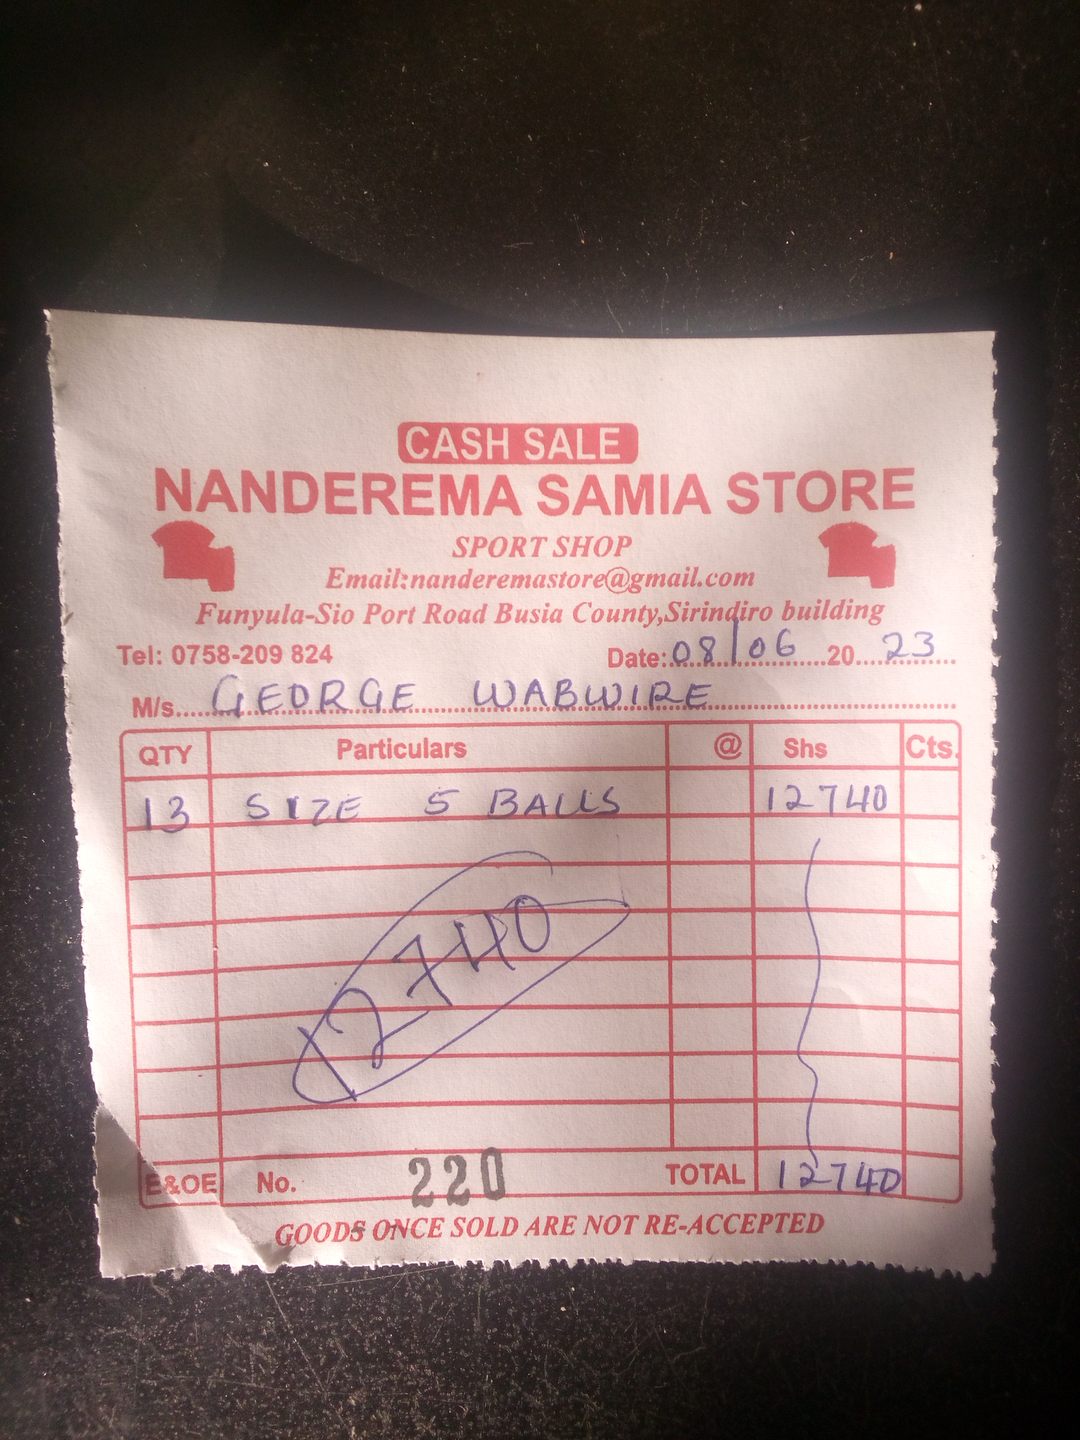 CASH SALE
NANDEREMA SAMIA STORE
SPORT SHOP
Email:nanderemastore@gmail.com
Funyula-Sio Port Road Busia County,Sirindiro building
Tel: 0758-209 824 Date:08/06 20 23
M/s GEORGE WABWIRE
QTY Particulars @ Shs Cts.
13 SIZE 5 BALLS 12740
12740
E&OE No. 220 TOTAL 12740
GOODS ONCE SOLD ARE NOT RE-ACCEPTED